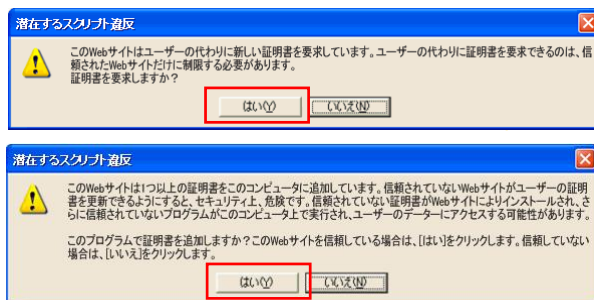 潜在するスクリプト違反
このWebサイトはユーザーの代わりに新しい証明書を要求しています。ユーザーの代わりに証明書を要求できるのは、信
頼されたWebサイトだけに制限する必要があります。
証明書を要求しますか?
はい(Y)
いいえ(N)
潜在するスクリプト違反
このWebサイトは1つ以上の証明書をこのコンピュータに追加しています。信頼されていないWebサイトがユーザーの証明
書を更新できるようにすると、セキュリティ上、危険です。信頼されていない証明書がWebサイトによりインストールされ、さ
らに信頼されていないプログラムがこのコンピュータ上で実行され、ユーザーのデーターにアクセスする可能性があります。
このプログラムで証明書を追加しますか?このWebサイトを信頼している場合は、[はい]をクリックします。信頼していない
場合は、[いいえ]をクリックします。
はい(Y)
いいえ(N)